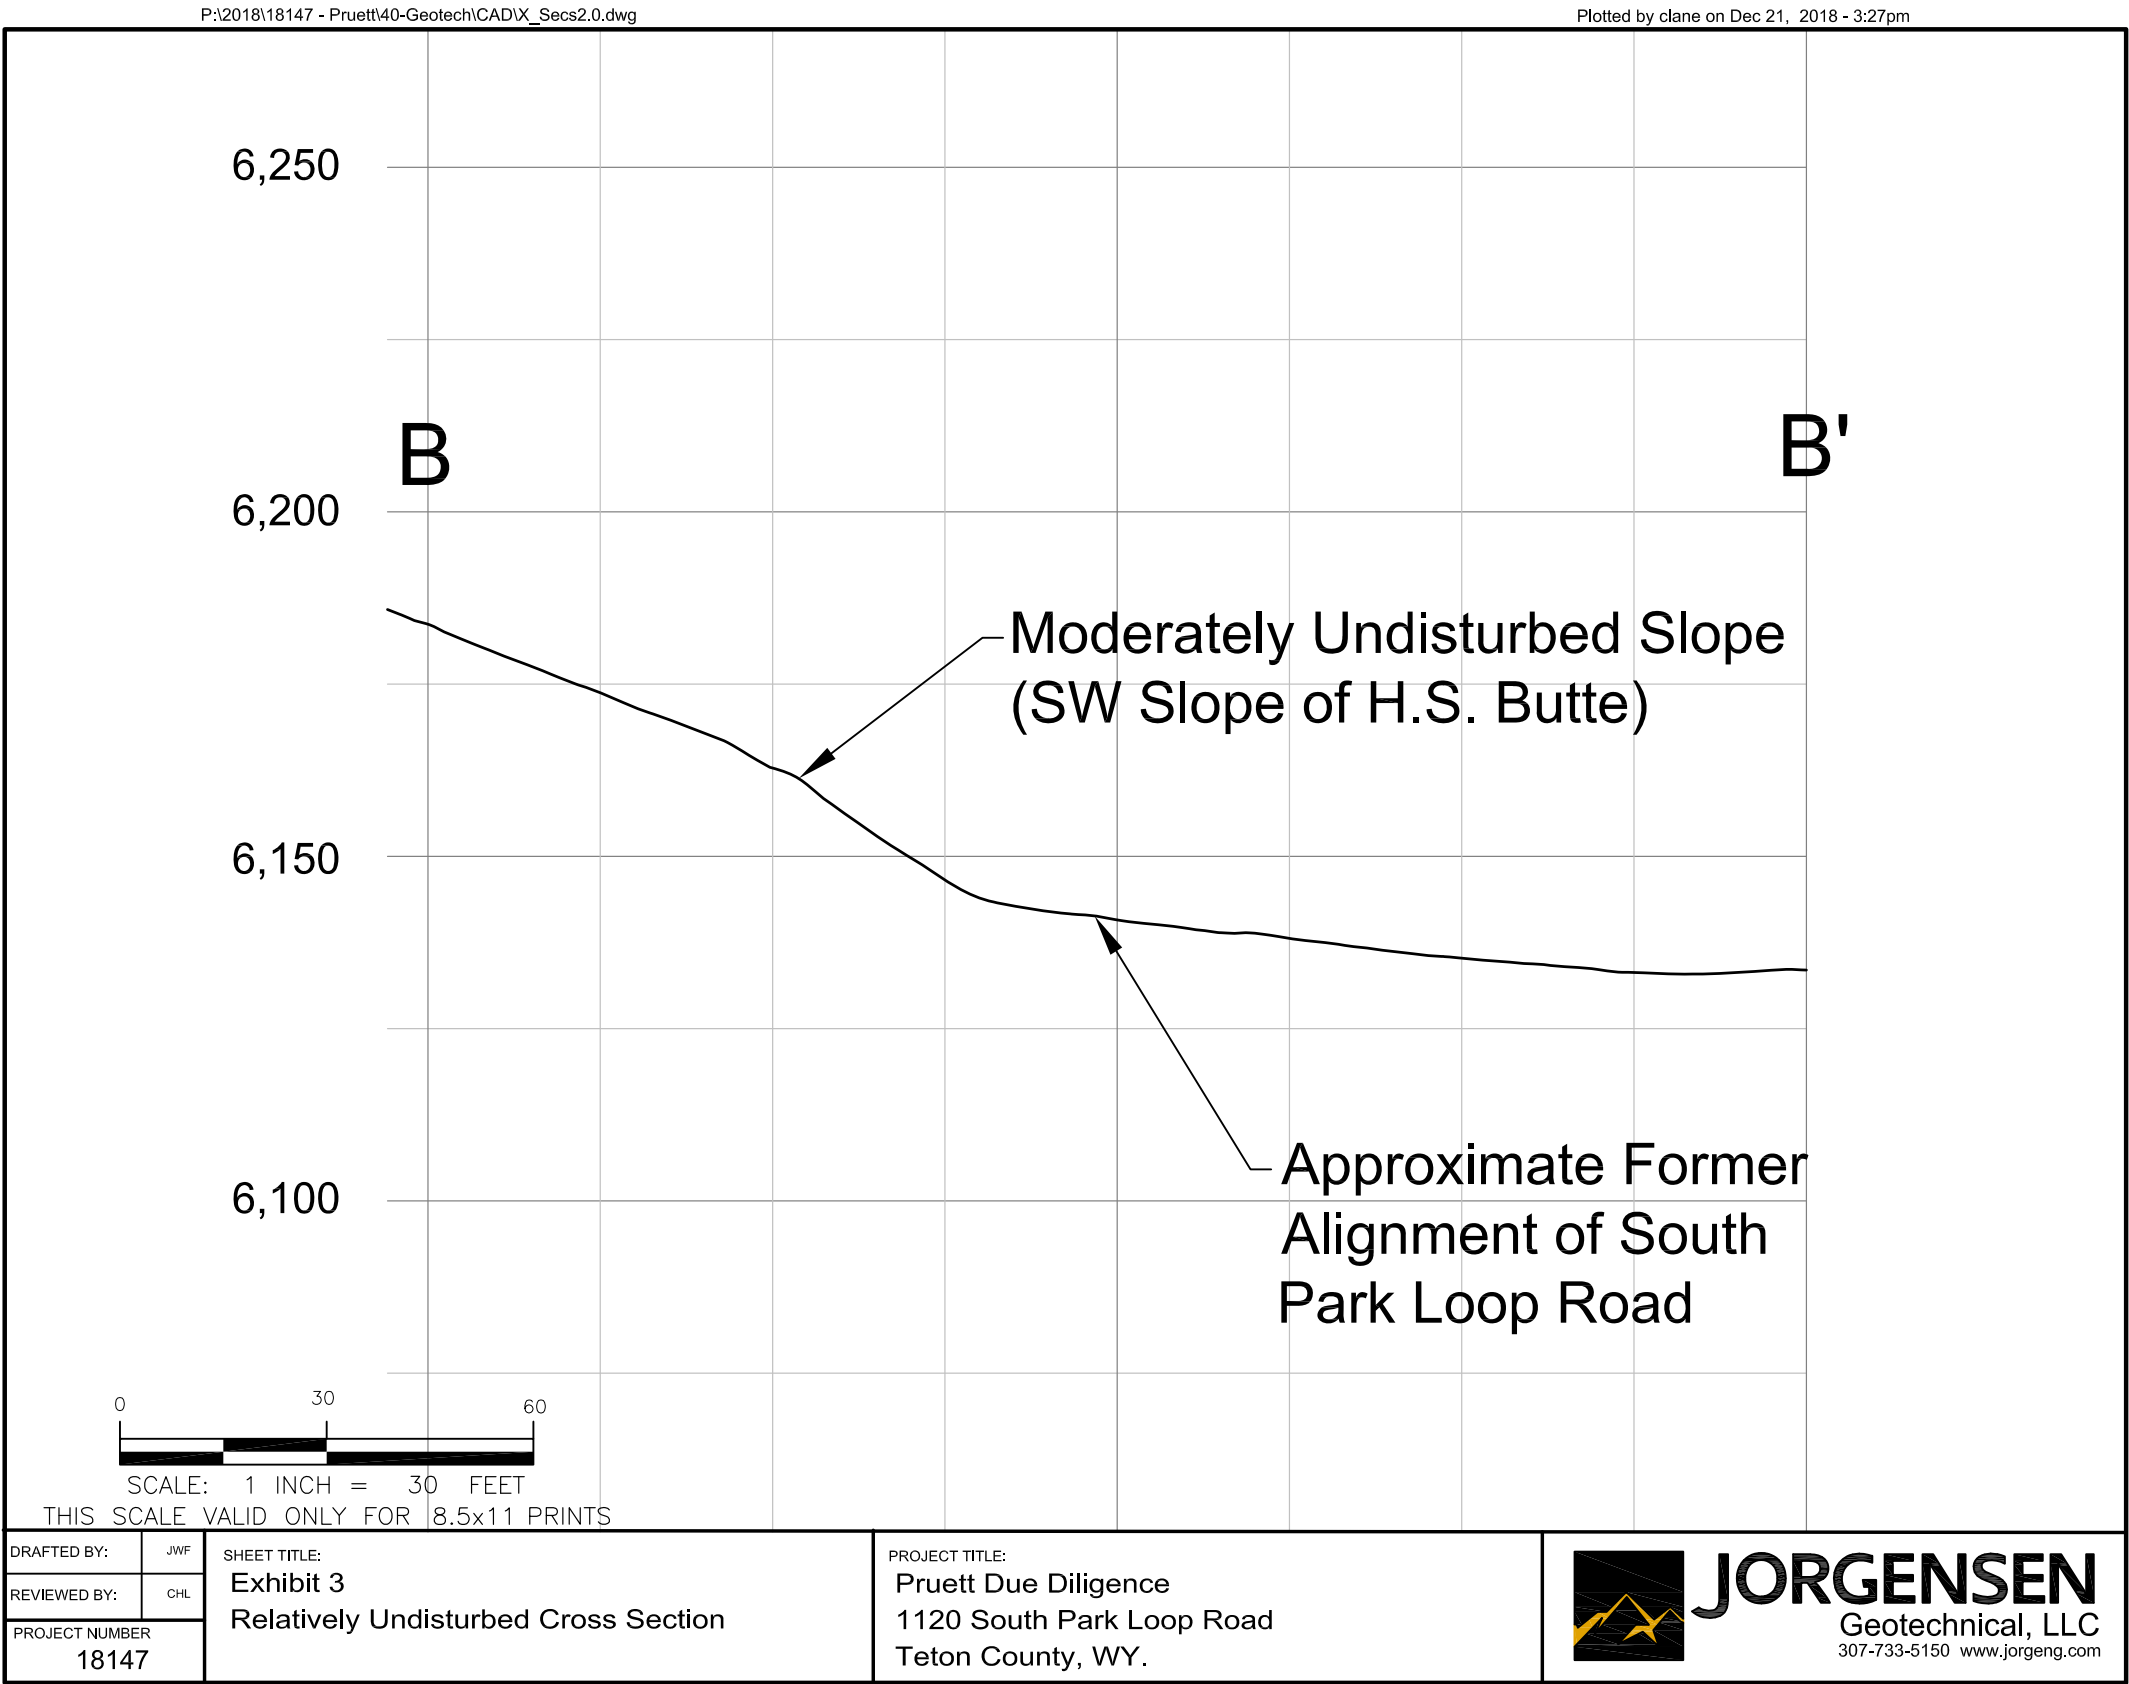 P:\2018\18147 - Pruett\40-Geotech\CAD\X_Secs2.0.dwg
Plotted by clane on Dec 21, 2018 - 3:27pm
6,250
B
B'
6,200
Moderately Undisturbed Slope
(SW Slope of H.S. Butte)
6,150
6,100
Approximate Former
Alignment of South
Park Loop Road
0 30 60
SCALE: 1 INCH = 30 FEET
THIS SCALE VALID ONLY FOR 8.5x11 PRINTS
DRAFTED BY: JWF
REVIEWED BY: CHL
PROJECT NUMBER
18147
SHEET TITLE:
Exhibit 3
Relatively Undisturbed Cross Section
PROJECT TITLE:
Pruett Due Diligence
1120 South Park Loop Road
Teton County, WY.
JORGENSEN
Geotechnical, LLC
307-733-5150 www.jorgeng.com